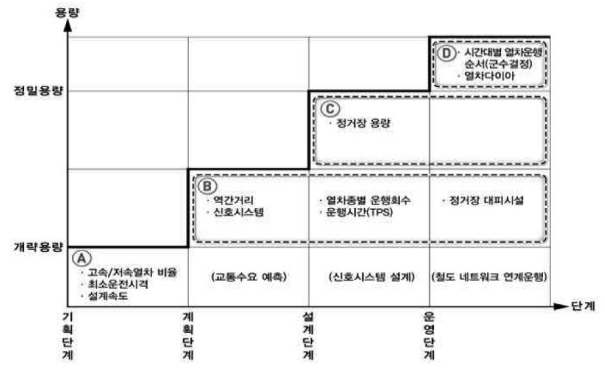 용량
정밀용량
개략용량
D
· 시간대별 열차운행
순서(군수결정)
· 열차다이아
C
· 정거장 용량
B
· 역간거리
· 신호시스템
· 열차종별 운행회수
· 운행시간(TPS)
· 정거장 대피시설
A
· 고속/저속열차 비율
· 최소운전시격
· 설계속도
(교통수요 예측)
(신호시스템 설계)
(철도 네트워크 연계운행)
단계
기획단계
계획단계
설계단계
운영단계